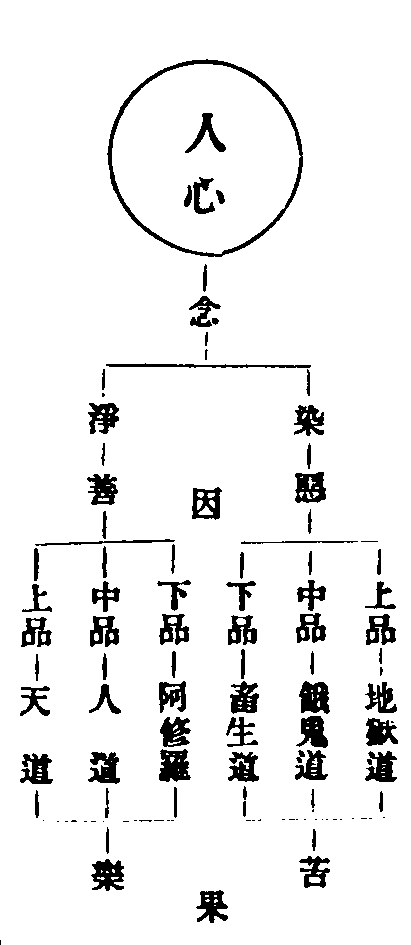 人心
念
染 淨
惡 善
因
上品 地獄道
中品 餓鬼道
下品 畜生道
下品 阿修羅
中品 人道
上品 天道
苦 樂
果